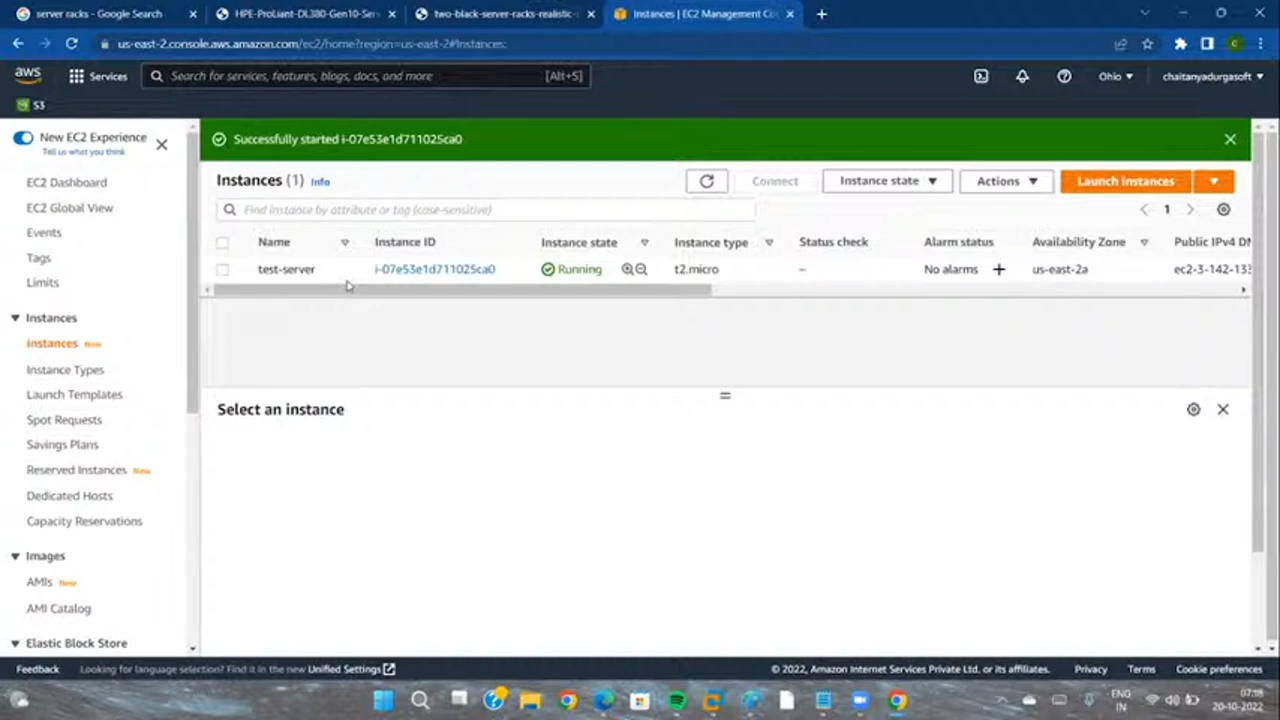 server racks - Google Search
HPE-ProLiant-DL380-Gen10-Ser
two-black-server-racks-realistic-
Instances | EC2 Management Co
us-east-2.console.aws.amazon.com/ec2/home?region=us-east-2#Instances:
aws
Services
Search for services, features, blogs, docs, and more
[Alt+S]
Ohio
chaitanyadurgasoft
S3
New EC2 Experience
Tell us what you think
EC2 Dashboard
EC2 Global View
Events
Tags
Limits
Instances
Instances New
Instance Types
Launch Templates
Spot Requests
Savings Plans
Reserved Instances New
Dedicated Hosts
Capacity Reservations
Images
AMIs New
AMI Catalog
Elastic Block Store
Successfully started i-07e53e1d711025ca0
Instances (1) Info
Connect
Instance state
Actions
Launch instances
Find instance by attribute or tag (case-sensitive)
1
Name Instance ID Instance state Instance type Status check Alarm status Availability Zone Public IPv4 DN
test-server i-07e53e1d711025ca0 Running t2.micro – No alarms + us-east-2a ec2-3-142-133
Select an instance
Feedback
Looking for language selection? Find it in the new Unified Settings
© 2022, Amazon Internet Services Private Ltd. or its affiliates.
Privacy
Terms
Cookie preferences
ENG
IN
07:18
20-10-2022